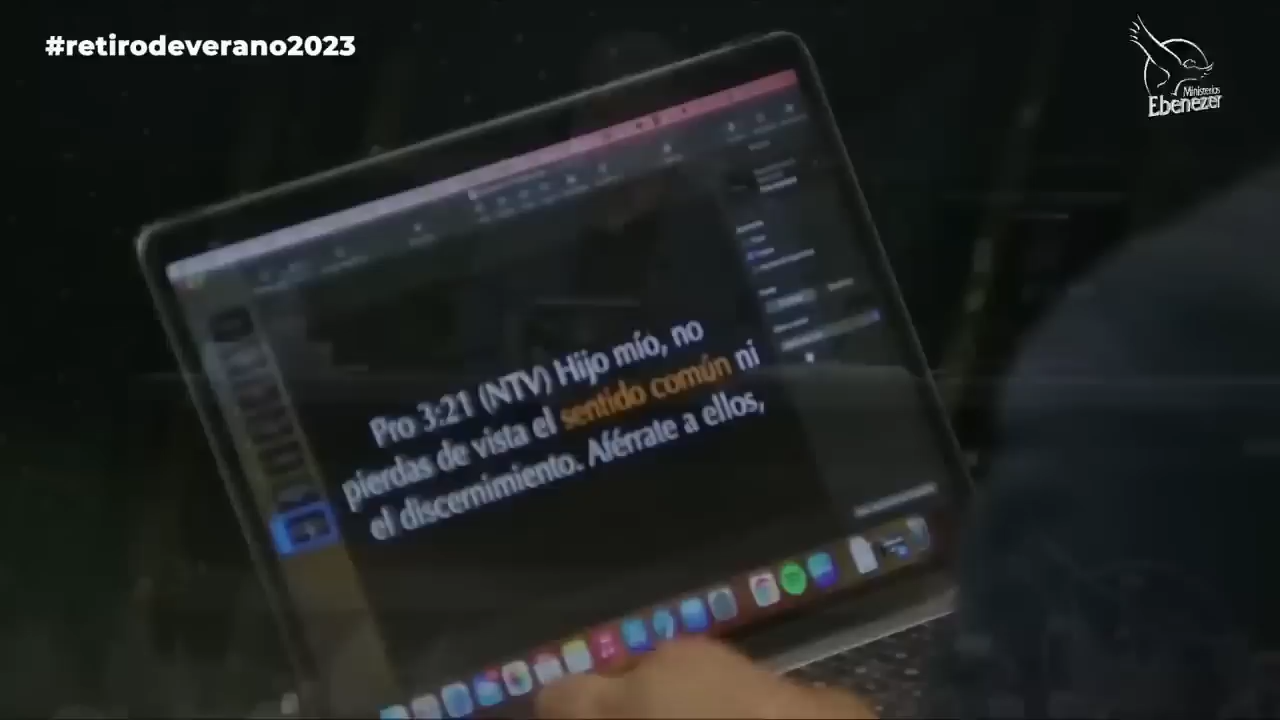 #retirodeverano2023
Ministerios
Ebenezer
Pro 3:21 (NTV) Hijo mío, no
pierdas de vista el sentido común ni
el discernimiento. Aférrate a ellos,